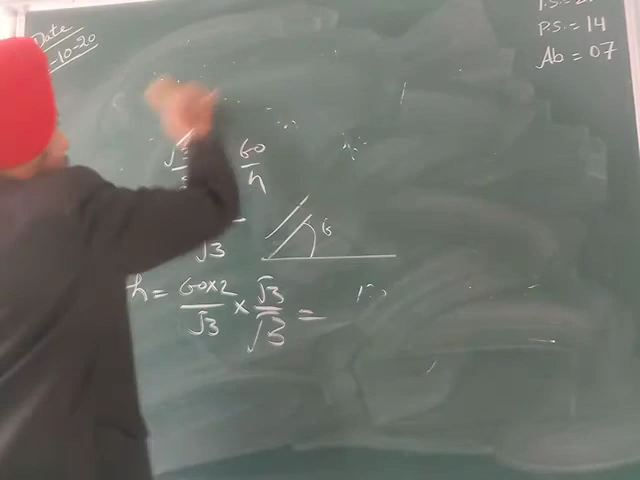 Date
-10-20
P.S. = 14
Ab = 07
60/h
√3
h = 60×2/√3 × √3/√3 =